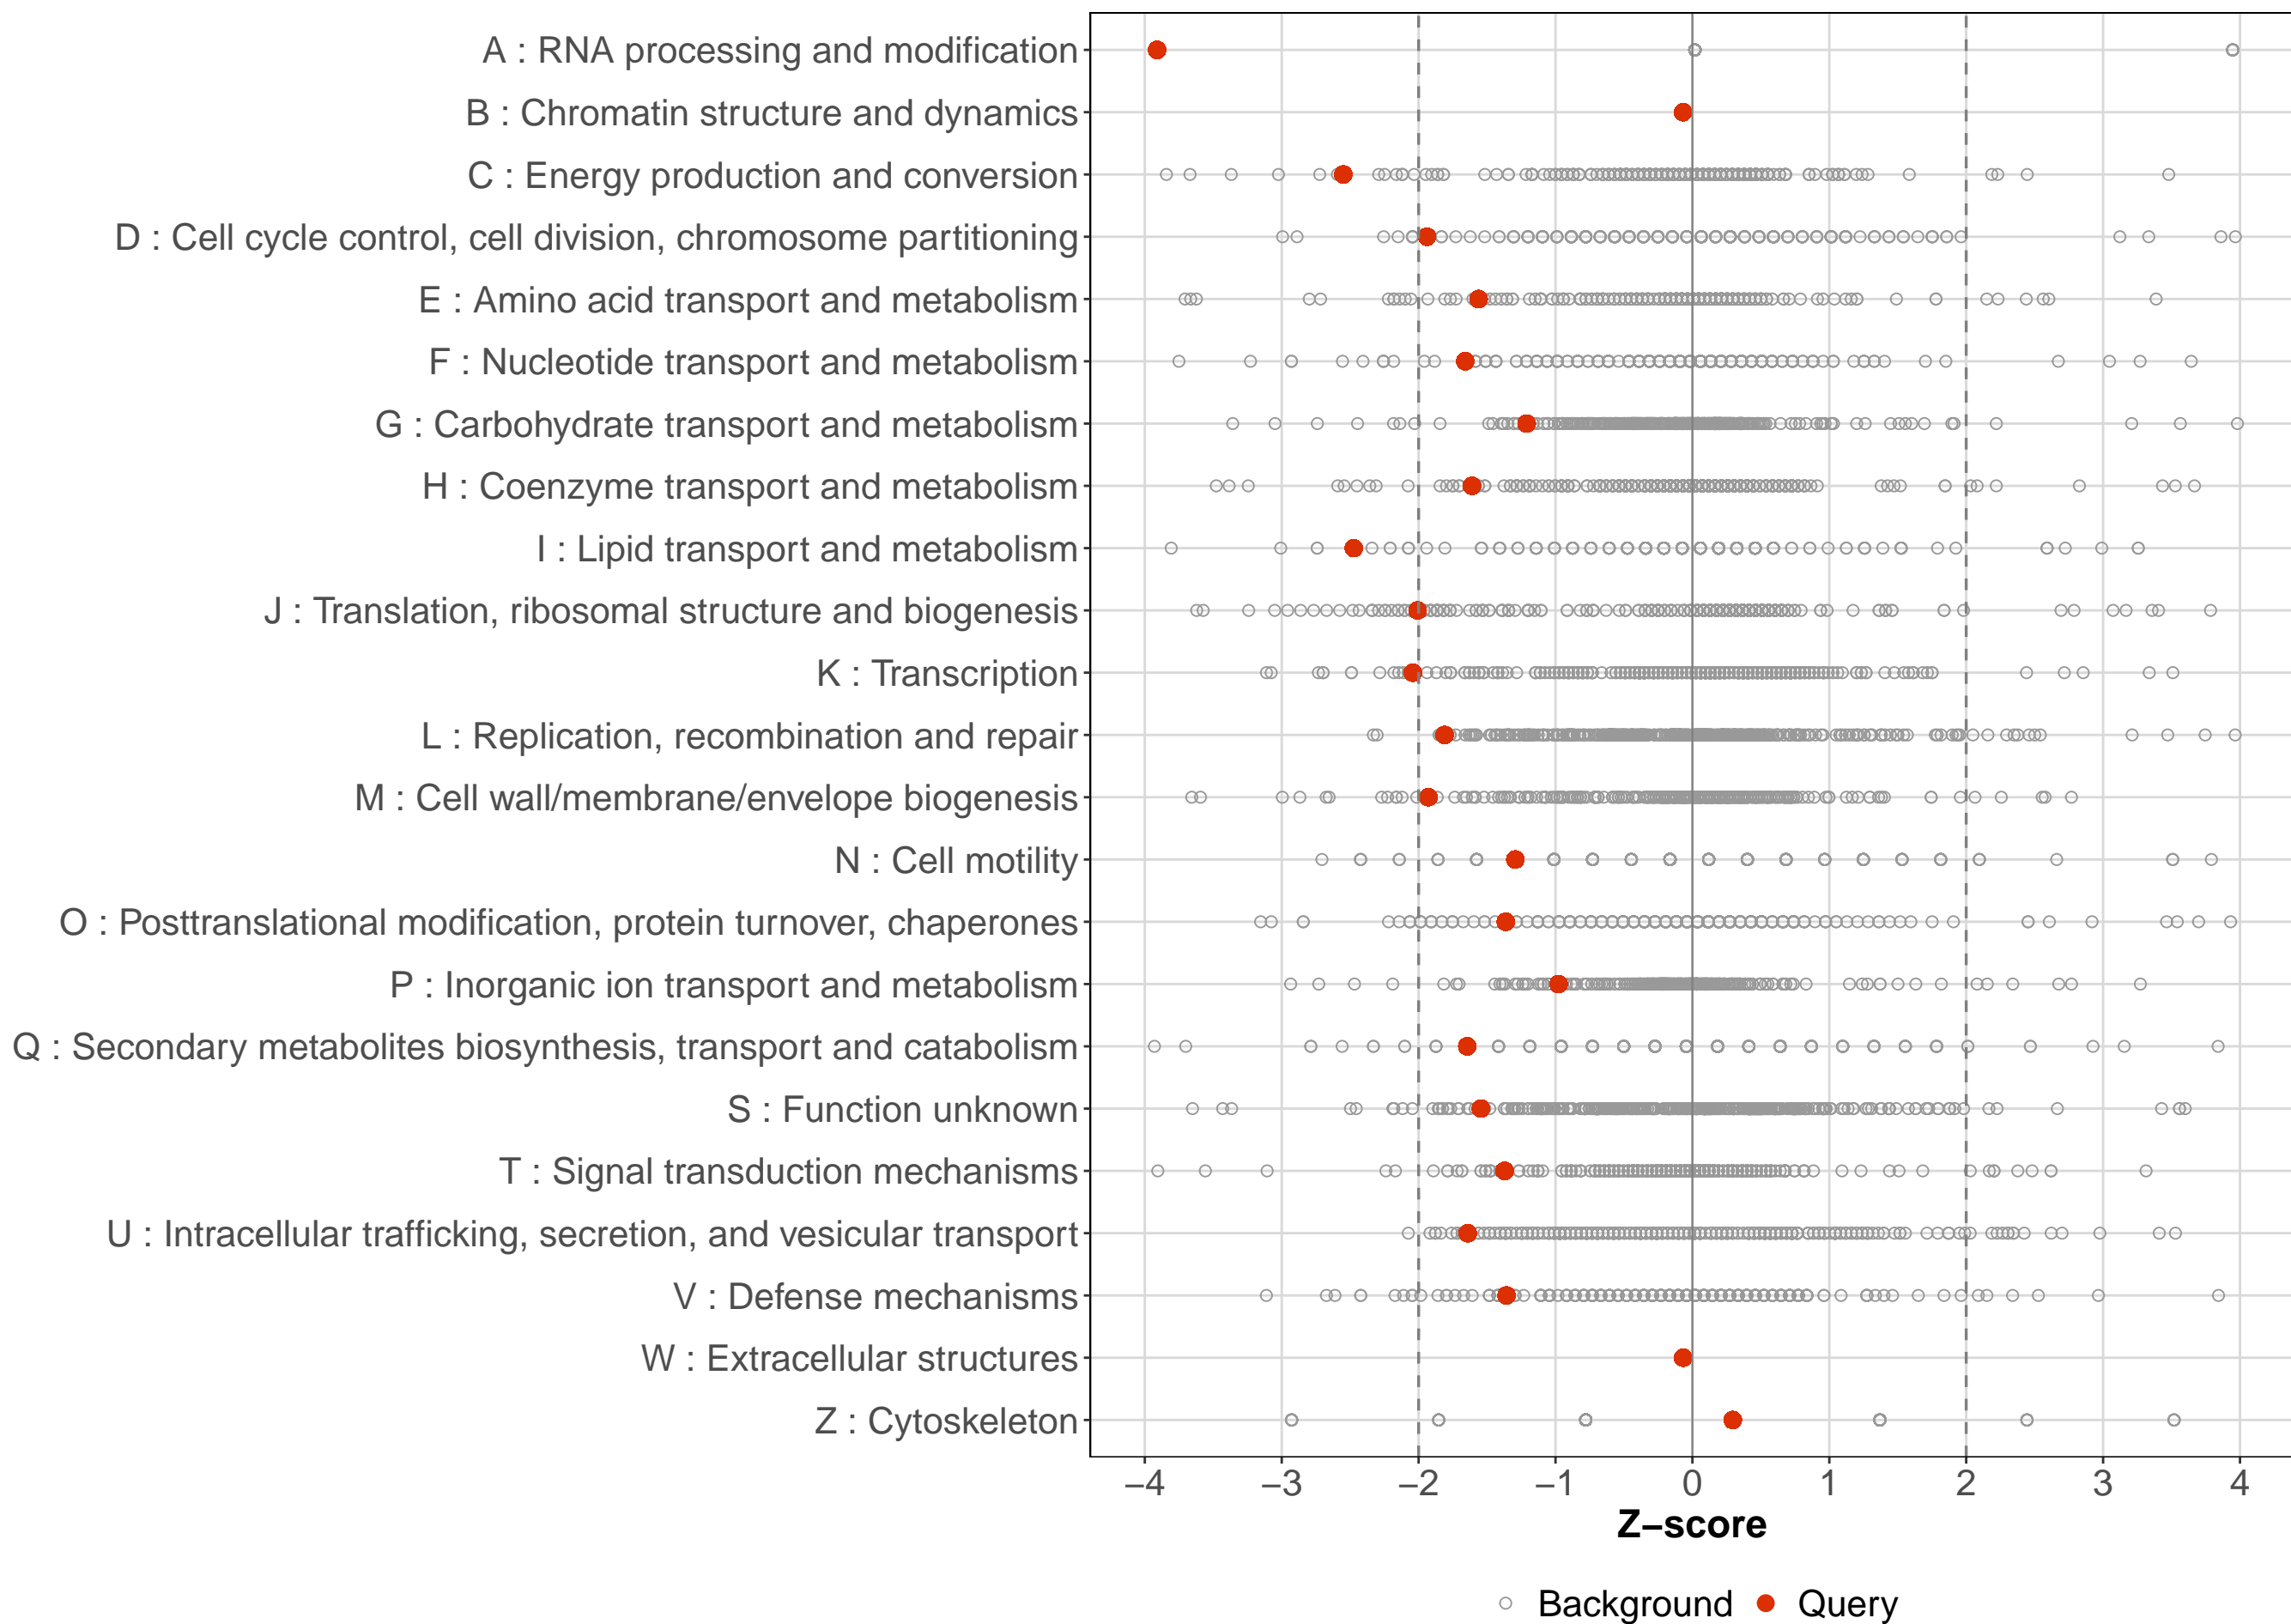 A : RNA processing and modification
B : Chromatin structure and dynamics
C : Energy production and conversion
D : Cell cycle control, cell division, chromosome partitioning
E : Amino acid transport and metabolism
F : Nucleotide transport and metabolism
G : Carbohydrate transport and metabolism
H : Coenzyme transport and metabolism
I : Lipid transport and metabolism
J : Translation, ribosomal structure and biogenesis
K : Transcription
L : Replication, recombination and repair
M : Cell wall/membrane/envelope biogenesis
N : Cell motility
O : Posttranslational modification, protein turnover, chaperones
P : Inorganic ion transport and metabolism
Q : Secondary metabolites biosynthesis, transport and catabolism
S : Function unknown
T : Signal transduction mechanisms
U : Intracellular trafficking, secretion, and vesicular transport
V : Defense mechanisms
W : Extracellular structures
Z : Cytoskeleton
−4 −3 −2 −1 0 1 2 3 4
Z−score
Background Query